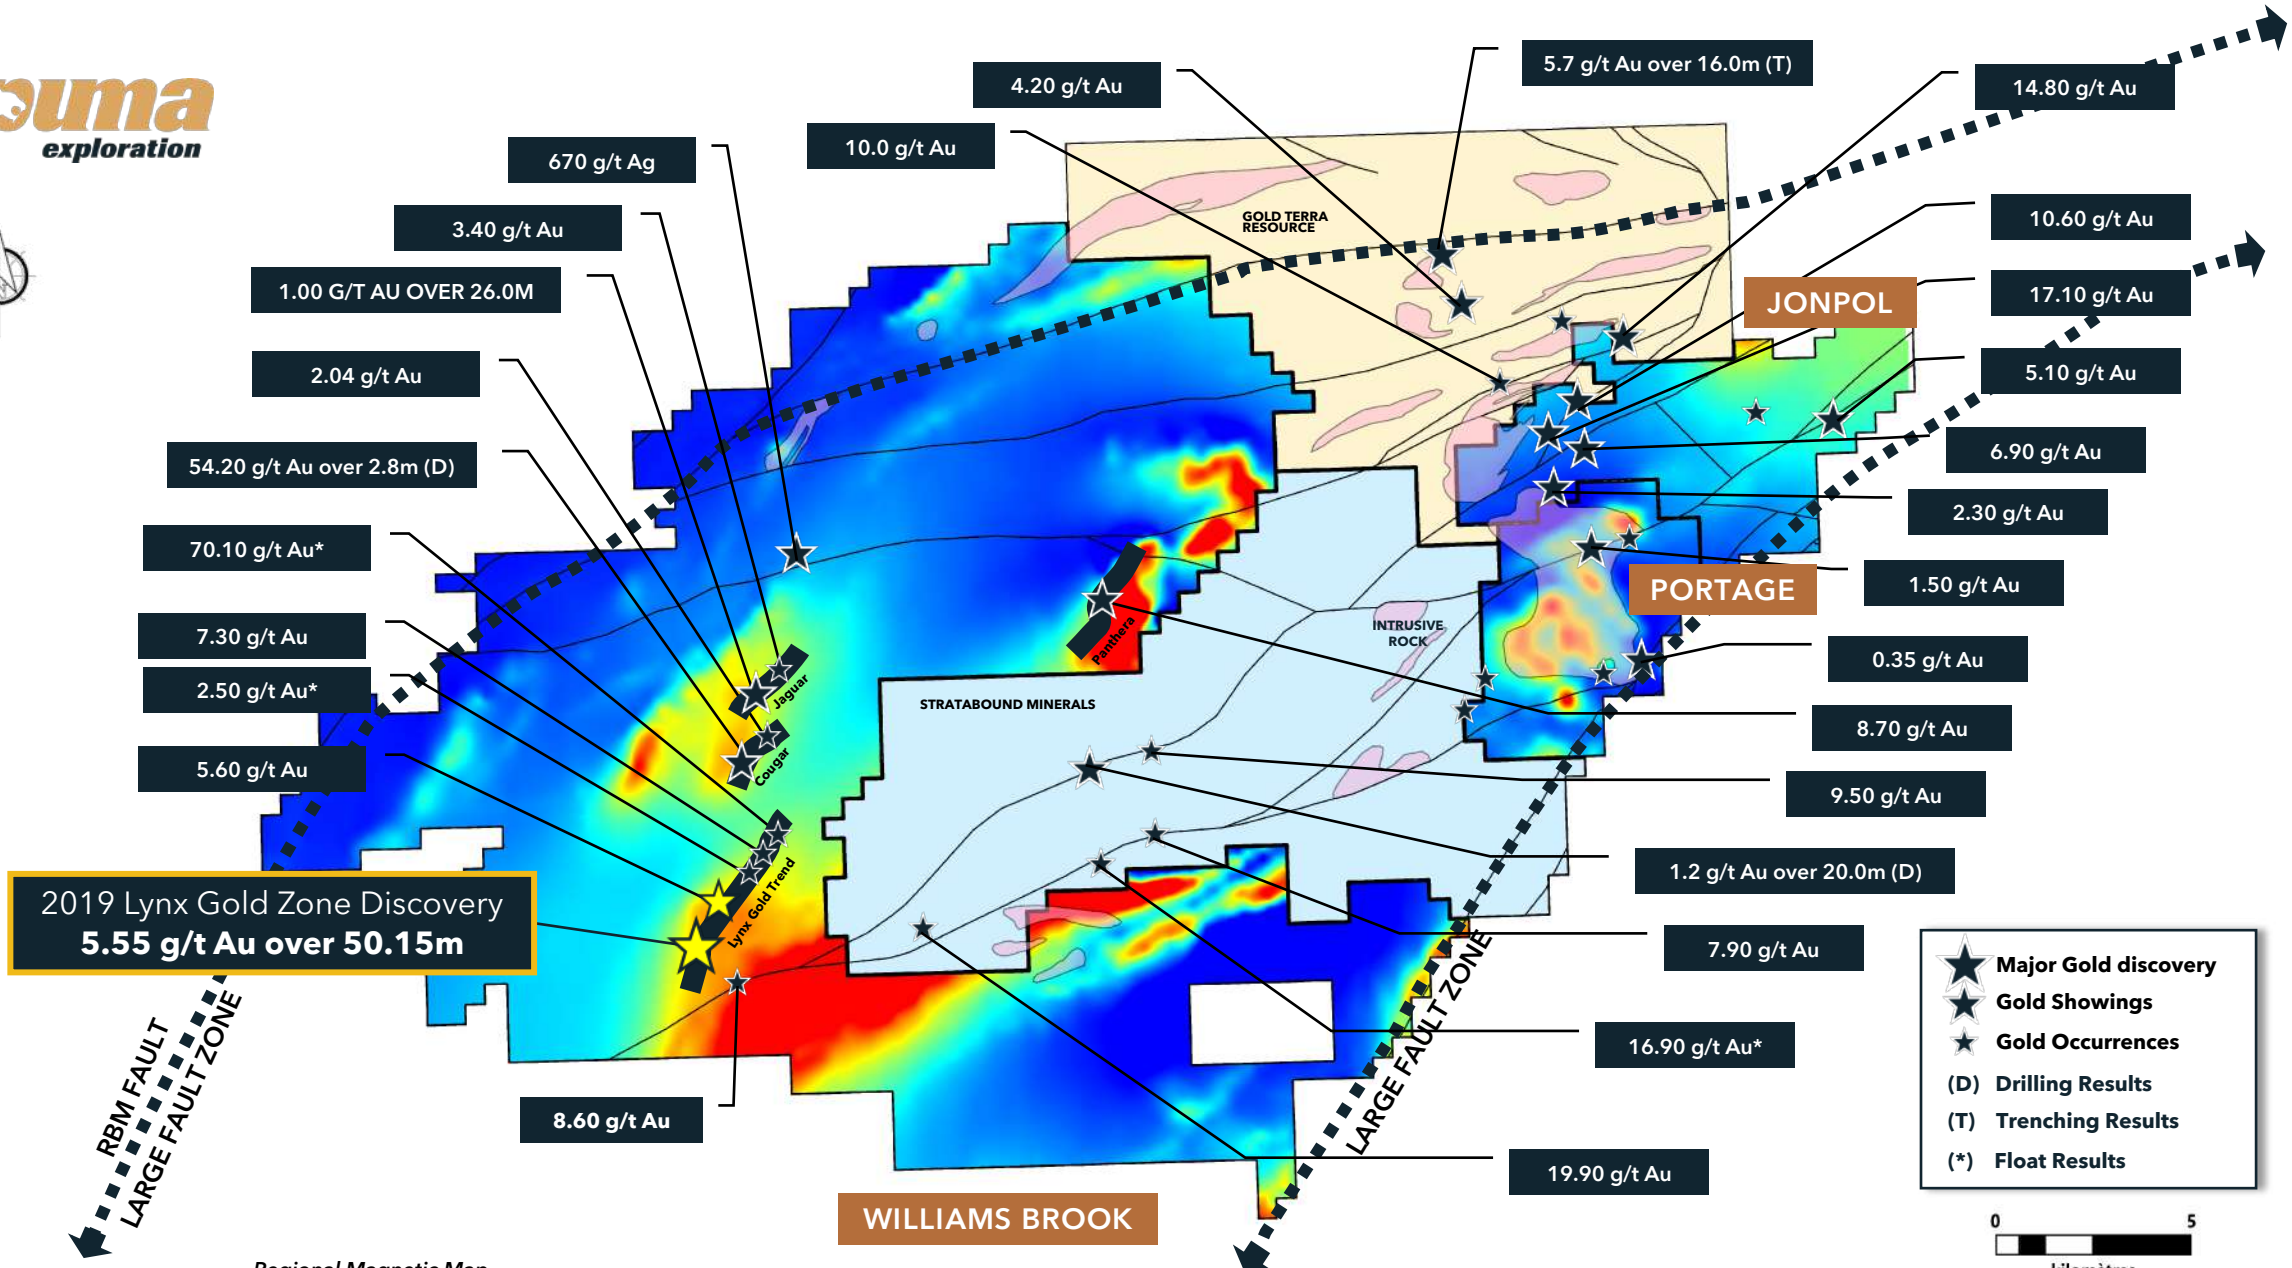 puma
exploration
670 g/t Ag
3.40 g/t Au
1.00 G/T AU OVER 26.0M
2.04 g/t Au
54.20 g/t Au over 2.8m (D)
70.10 g/t Au*
7.30 g/t Au
2.50 g/t Au*
5.60 g/t Au
2019 Lynx Gold Zone Discovery
5.55 g/t Au over 50.15m
RBM FAULT
LARGE FAULT ZONE
8.60 g/t Au
WILLIAMS BROOK
Regional Magnetic Map
10.0 g/t Au
4.20 g/t Au
5.7 g/t Au over 16.0m (T)
14.80 g/t Au
10.60 g/t Au
17.10 g/t Au
5.10 g/t Au
6.90 g/t Au
2.30 g/t Au
1.50 g/t Au
0.35 g/t Au
8.70 g/t Au
9.50 g/t Au
1.2 g/t Au over 20.0m (D)
7.90 g/t Au
16.90 g/t Au*
19.90 g/t Au
GOLD TERRA
RESOURCE
JONPOL
PORTAGE
INTRUSIVE
ROCK
STRATABOUND MINERALS
Panthera
Jaguar
Cougar
Lynx Gold Trend
LARGE FAULT ZONE
Major Gold discovery
Gold Showings
Gold Occurrences
(D) Drilling Results
(T) Trenching Results
(*) Float Results
0 5